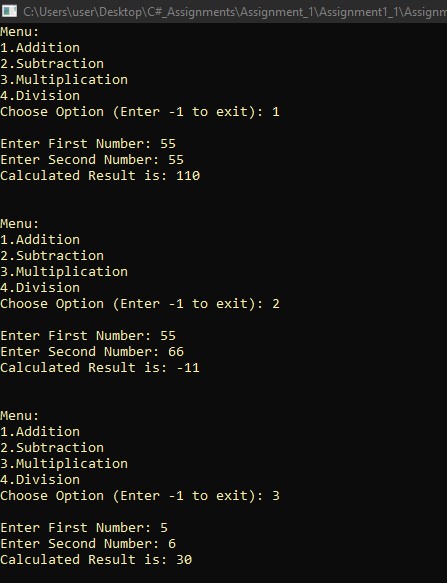 C:\Users\user\Desktop\C#_Assignments\Assignment_1\Assignment1_1\Assignm
Menu:
1.Addition
2.Subtraction
3.Multiplication
4.Division
Choose Option (Enter -1 to exit): 1
Enter First Number: 55
Enter Second Number: 55
Calculated Result is: 110
Menu:
1.Addition
2.Subtraction
3.Multiplication
4.Division
Choose Option (Enter -1 to exit): 2
Enter First Number: 55
Enter Second Number: 66
Calculated Result is: -11
Menu:
1.Addition
2.Subtraction
3.Multiplication
4.Division
Choose Option (Enter -1 to exit): 3
Enter First Number: 5
Enter Second Number: 6
Calculated Result is: 30